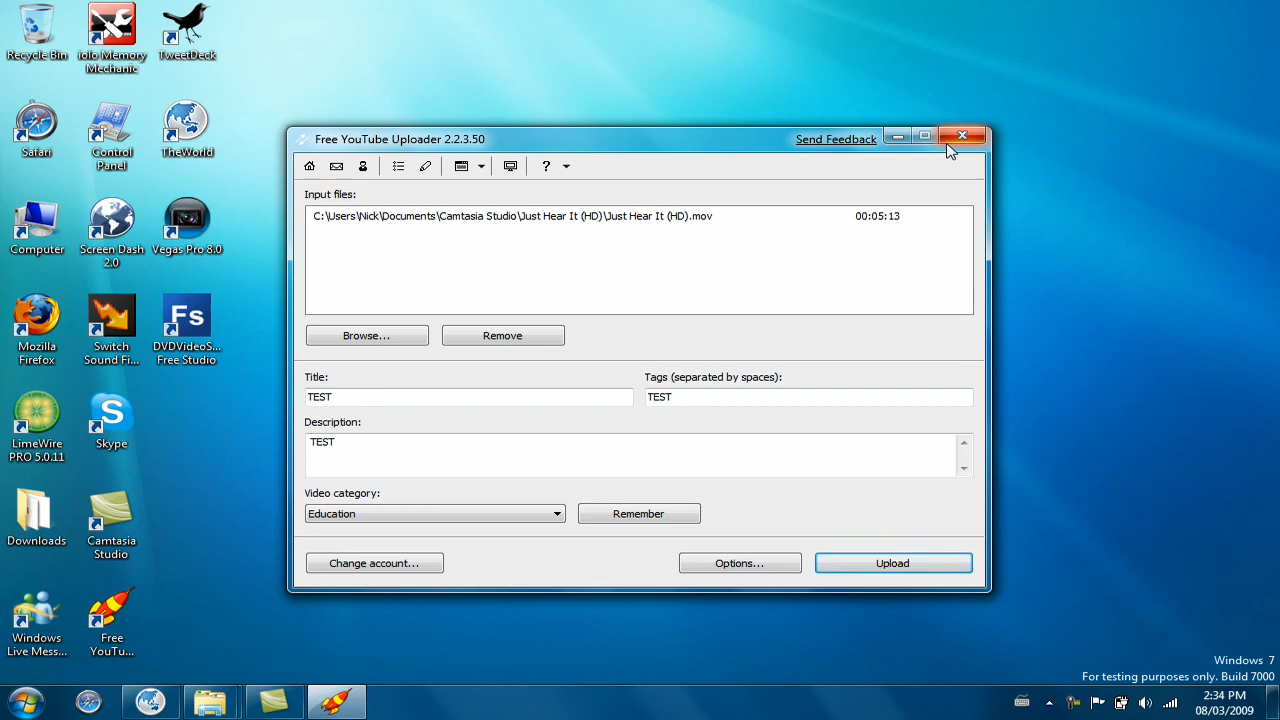 Recycle Bin
iolo Memory
Mechanic
TweetDeck
Safari
Control
Panel
TheWorld
Computer
Screen Dash
2.0
Vegas Pro 8.0
Mozilla
Firefox
Switch
Sound Fi...
Fs
DVDVideoS...
Free Studio
LimeWire
PRO 5.0.11
S
Skype
Downloads
Camtasia
Studio
Windows
Live Mess...
Free
YouTu...
Free YouTube Uploader 2.2.3.50
Send Feedback
Input files:
C:\Users\Nick\Documents\Camtasia Studio\Just Hear It (HD)\Just Hear It (HD).mov 00:05:13
Browse...
Remove
Title:
Tags (separated by spaces):
TEST
TEST
Description:
TEST
Video category:
Education
Remember
Change account...
Options...
Upload
Windows 7
For testing purposes only. Build 7000
2:34 PM
08/03/2009